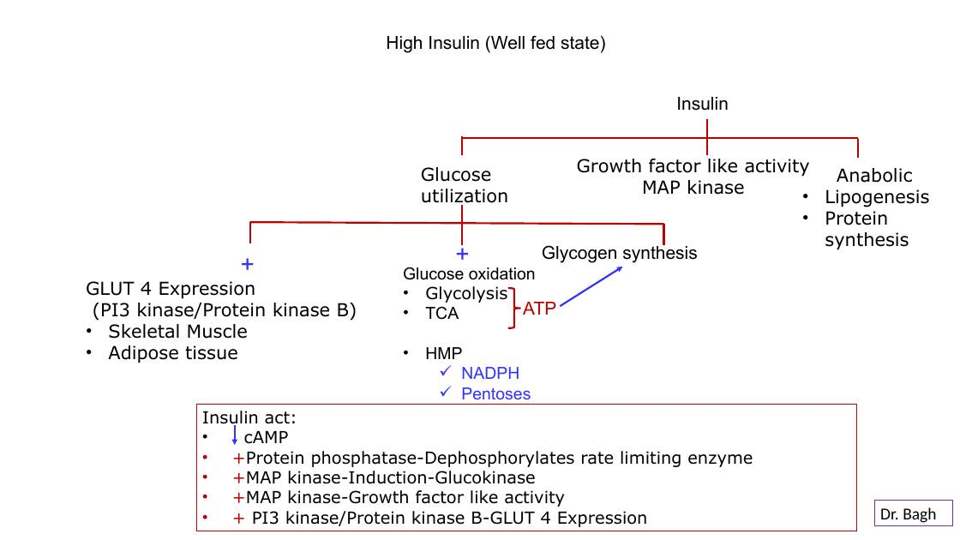 High Insulin (Well fed state)
Insulin
Glucose
utilization
Growth factor like activity
MAP kinase
Anabolic
• Lipogenesis
• Protein
synthesis
+
GLUT 4 Expression
(PI3 kinase/Protein kinase B)
• Skeletal Muscle
• Adipose tissue
+
Glucose oxidation
• Glycolysis
• TCA
ATP
• HMP
✓ NADPH
✓ Pentoses
Glycogen synthesis
Insulin act:
• ↓ cAMP
• +Protein phosphatase-Dephosphorylates rate limiting enzyme
• +MAP kinase-Induction-Glucokinase
• +MAP kinase-Growth factor like activity
• + PI3 kinase/Protein kinase B-GLUT 4 Expression
Dr. Bagh